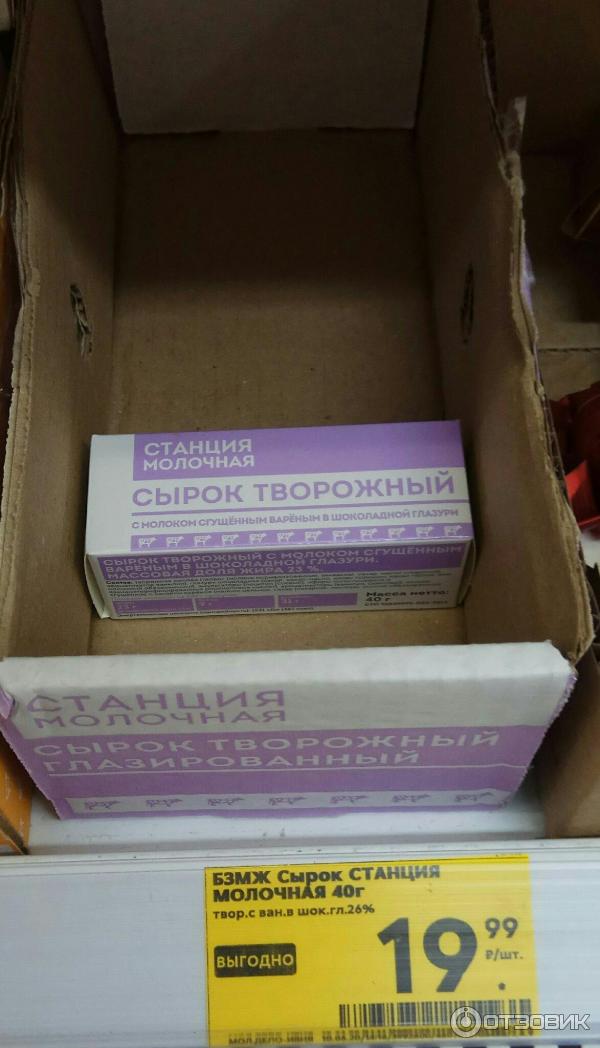 СТАНЦИЯ
МОЛОЧНАЯ
СЫРОК ТВОРОЖНЫЙ
С МОЛОКОМ СГУЩЁННЫМ ВАРЁНЫМ В ШОКОЛАДНОЙ ГЛАЗУРИ
СЫРОК ТВОРОЖНЫЙ С МОЛОКОМ СГУЩЁННЫМ
ВАРЕНЫМ В ШОКОЛАДНОЙ ГЛАЗУРИ.
МАССОВАЯ ДОЛЯ ЖИРА 23 %.
Состав:
Масса нетто:
40 г
СТАНЦИЯ
МОЛОЧНАЯ
СЫРОК ТВОРОЖНЫЙ
ГЛАЗИРОВАННЫЙ
БЗМЖ Сырок СТАНЦИЯ
МОЛОЧНАЯ 40г
твор.с ван.в шок.гл.26%
ВЫГОДНО
19.99
₽/шт.
ОТЗОВИК